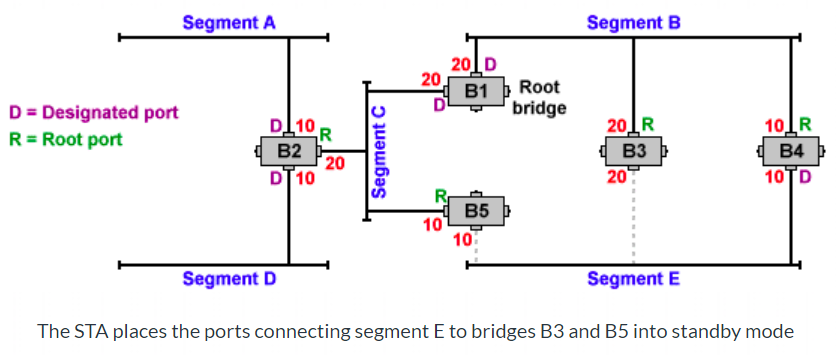 Segment A
Segment B
D = Designated port
R = Root port
20 D
20
B1
D
Root
bridge
Segment C
D 10
R
B2
20
D 10
20 R
B3
20
10 R
B4
10 D
R
B5
10
10
Segment D
Segment E
The STA places the ports connecting segment E to bridges B3 and B5 into standby mode